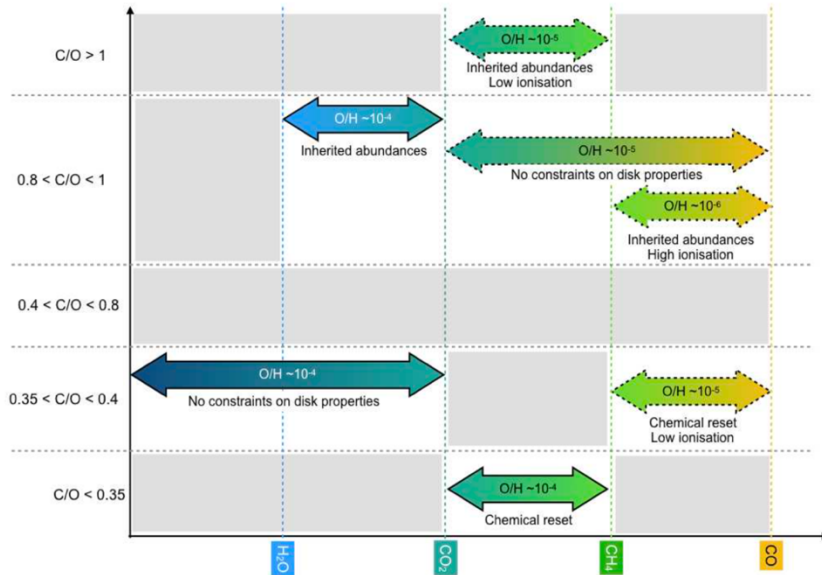 C/O > 1
O/H ~10⁻⁵
Inherited abundances
Low ionisation
O/H ~10⁻⁴
Inherited abundances
0.8 < C/O < 1
O/H ~10⁻⁵
No constraints on disk properties
O/H ~10⁻⁶
Inherited abundances
High ionisation
0.4 < C/O < 0.8
0.35 < C/O < 0.4
O/H ~10⁻⁴
No constraints on disk properties
O/H ~10⁻⁵
Chemical reset
Low ionisation
C/O < 0.35
O/H ~10⁻⁴
Chemical reset
H₂O
CO₂
CH₄
CO